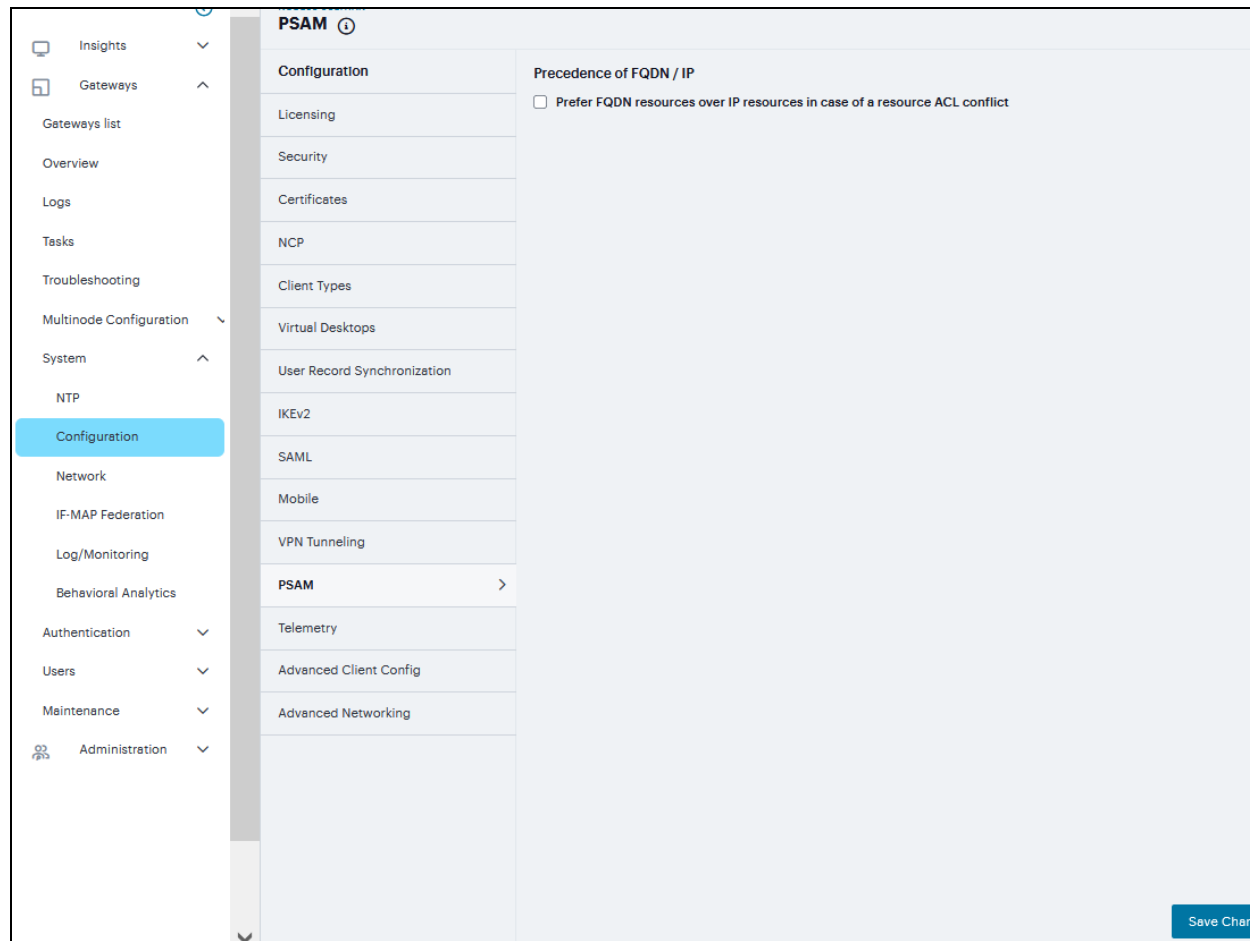 PSAM
Insights
Gateways
Gateways list
Overview
Logs
Tasks
Troubleshooting
Multinode Configuration
System
NTP
Configuration
Network
IF-MAP Federation
Log/Monitoring
Behavioral Analytics
Authentication
Users
Maintenance
Administration
Configuration
Licensing
Security
Certificates
NCP
Client Types
Virtual Desktops
User Record Synchronization
IKEv2
SAML
Mobile
VPN Tunneling
PSAM
Telemetry
Advanced Client Config
Advanced Networking
Precedence of FQDN / IP
Prefer FQDN resources over IP resources in case of a resource ACL conflict
Save Char